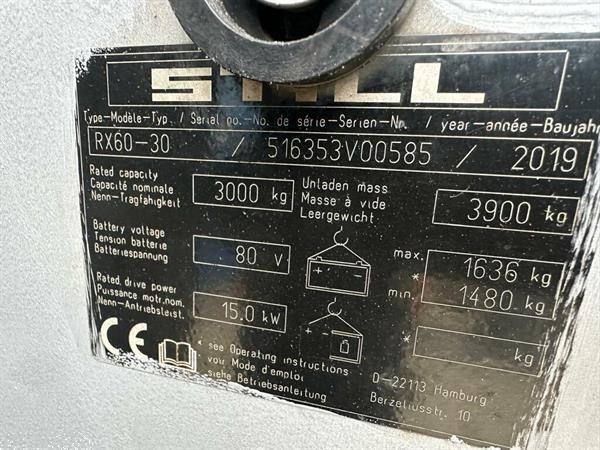 STILL
Type-Modèle-Typ / Serial no.-No. de série-Serien-Nr. / year-année-Baujahr
RX60-30 / 516353V00585 / 2019
Rated capacity
Capacité nominale
Nenn-Tragfähigkeit
3000 kg
Unladen mass
Masse à vide
Leergewicht
3900 kg
Battery voltage
Tension batterie
Batteriespannung
80 V
+ -
max. 1636 kg
*
min. 1480 kg
Rated drive power
Puissance motr.nom.
Nenn-Antriebsleist.
15.0 kW
* kg
CE
* see Operating instructions
voir Mode d'emploi
siehe Betriebsanleitung
D-22113 Hamburg
Berzeliusstr. 10